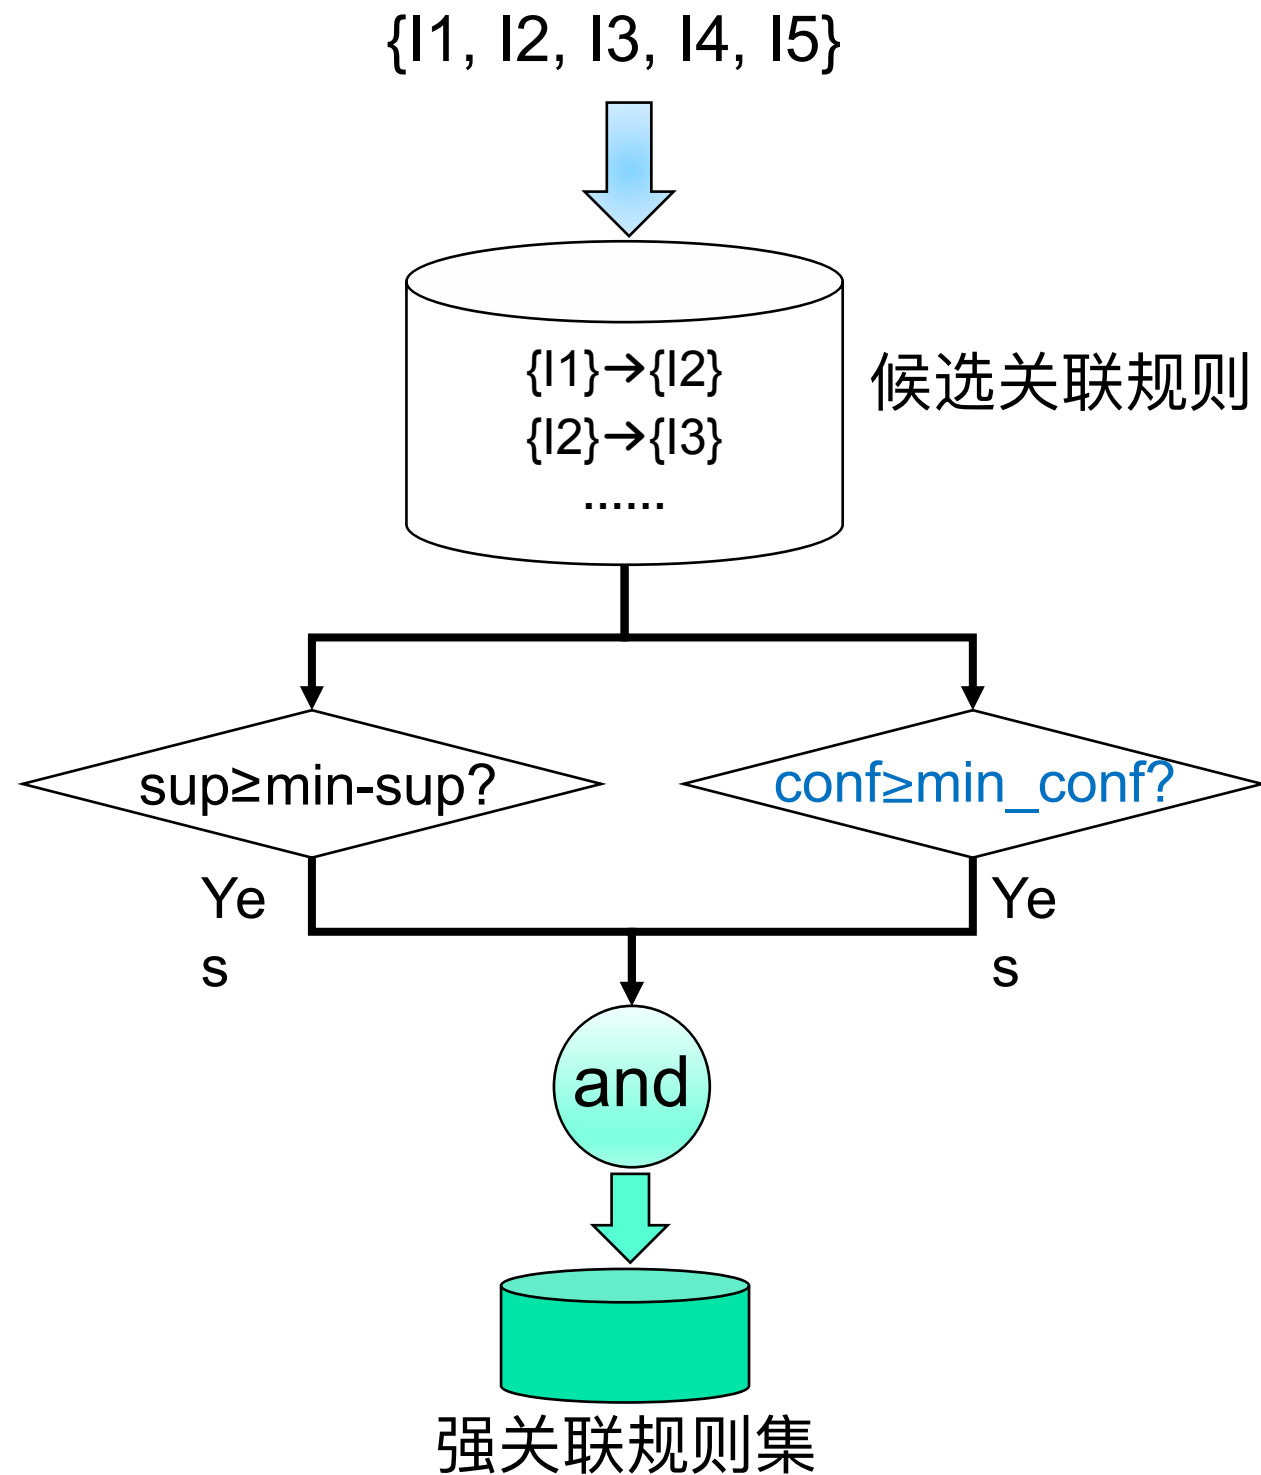 {I1, I2, I3, I4, I5}
{I1}→{I2}
{I2}→{I3}
......
候选关联规则
sup≥min-sup?
conf≥min_conf?
Ye
s
Ye
s
and
强关联规则集